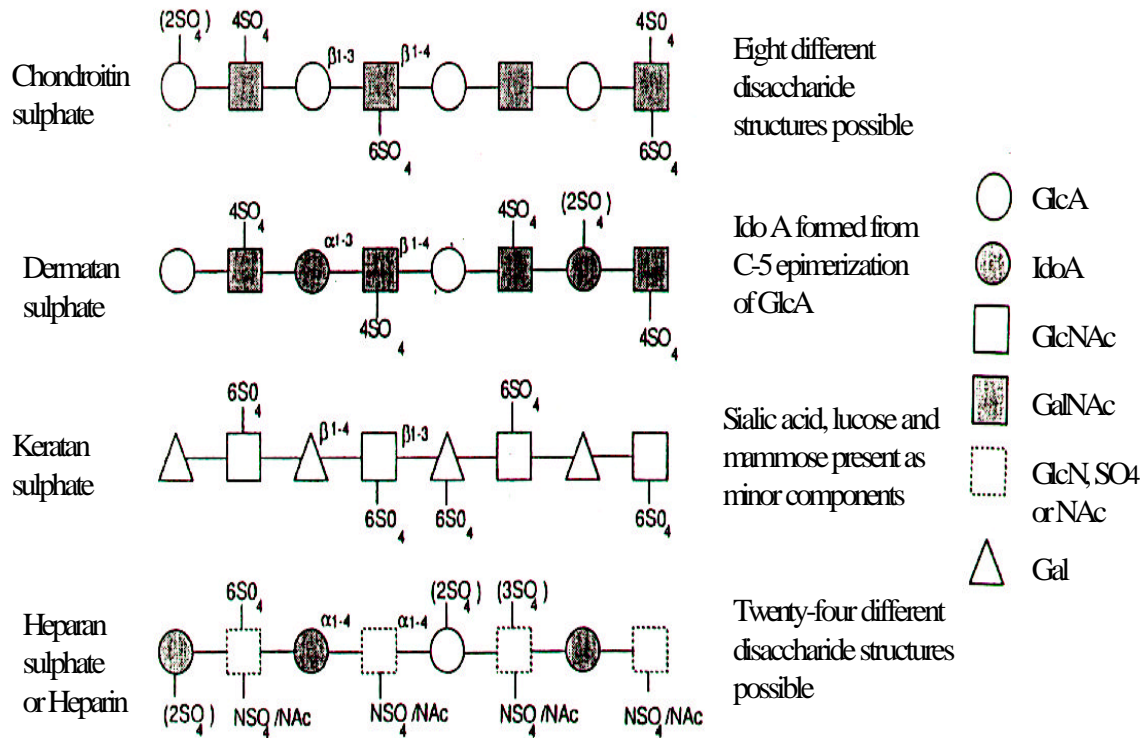 (2SO4) 4SO4 β1-3 β1-4 4SO4
Chondroitin
sulphate
6SO4 6SO4
Eight different
disaccharide
structures possible
4SO4 α1-3 β1-4 4SO4 (2SO4)
Dermatan
sulphate
4SO4 4SO4
Ido A formed from
C-5 epimerization
of GlcA
6SO4 β1-4 β1-3 6SO4
Keratan
sulphate
6SO4 6SO4 6SO4
Sialic acid, lucose and
mammose present as
minor components
6SO4 α1-4 α1-4 (2SO4) (3SO4)
Heparan
sulphate
or Heparin
(2SO4) NSO4/NAc NSO4/NAc NSO4/NAc NSO4/NAc
Twenty-four different
disaccharide structures
possible
GlcA
IdoA
GlcNAc
GalNAc
GlcN, SO4
or NAc
Gal